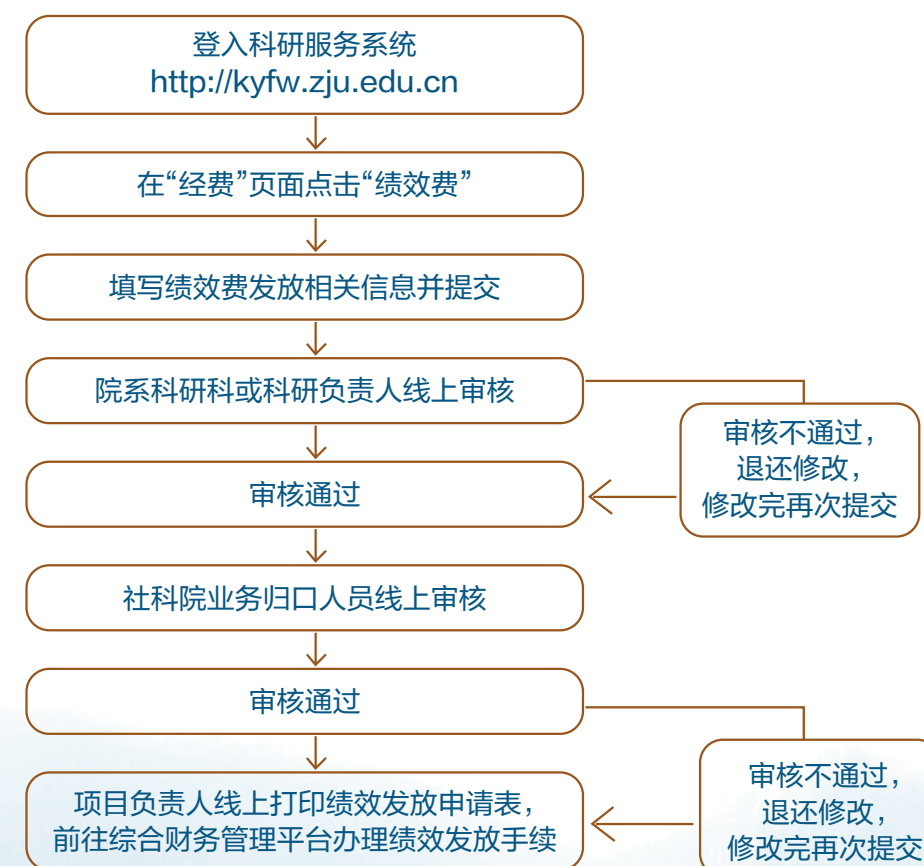 登入科研服务系统
http://kyfw.zju.edu.cn
在“经费”页面点击“绩效费”
填写绩效费发放相关信息并提交
院系科研科或科研负责人线上审核
审核不通过，
退还修改，
修改完再次提交
审核通过
社科院业务归口人员线上审核
审核通过
审核不通过，
退还修改，
修改完再次提交
项目负责人线上打印绩效发放申请表，
前往综合财务管理平台办理绩效发放手续